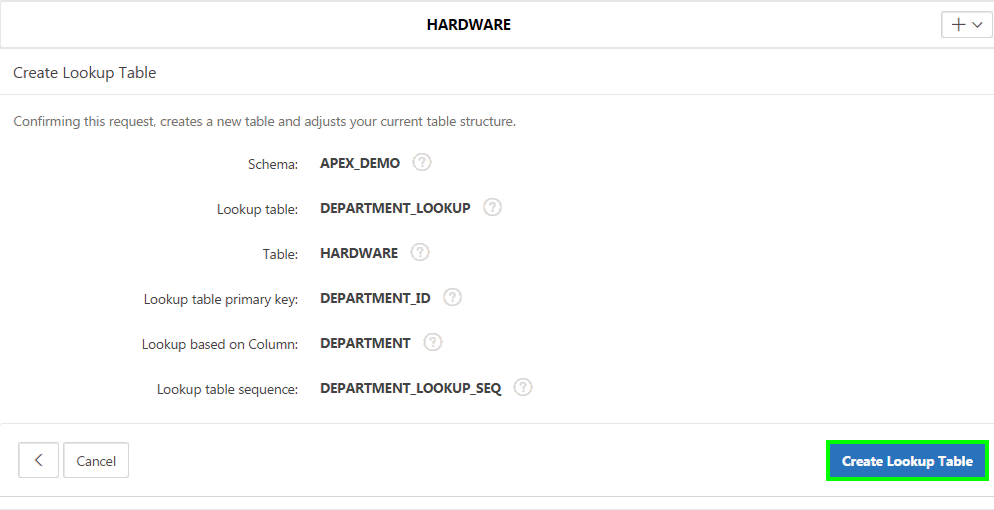 HARDWARE
Create Lookup Table
Confirming this request, creates a new table and adjusts your current table structure.
Schema: APEX_DEMO ?
Lookup table: DEPARTMENT_LOOKUP ?
Table: HARDWARE ?
Lookup table primary key: DEPARTMENT_ID ?
Lookup based on Column: DEPARTMENT ?
Lookup table sequence: DEPARTMENT_LOOKUP_SEQ ?
Cancel Create Lookup Table